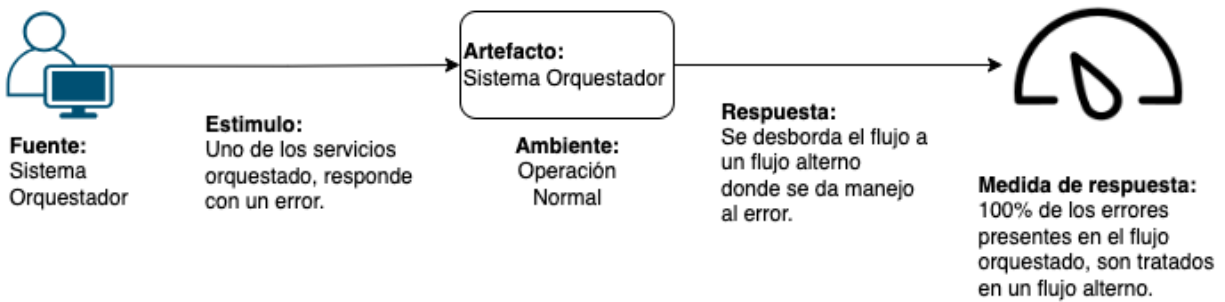 Fuente:
Sistema
Orquestador
Estimulo:
Uno de los servicios
orquestado, responde
con un error.
Artefacto:
Sistema Orquestador
Ambiente:
Operación
Normal
Respuesta:
Se desborda el flujo a
un flujo alterno
donde se da manejo
al error.
Medida de respuesta:
100% de los errores
presentes en el flujo
orquestado, son tratados
en un flujo alterno.